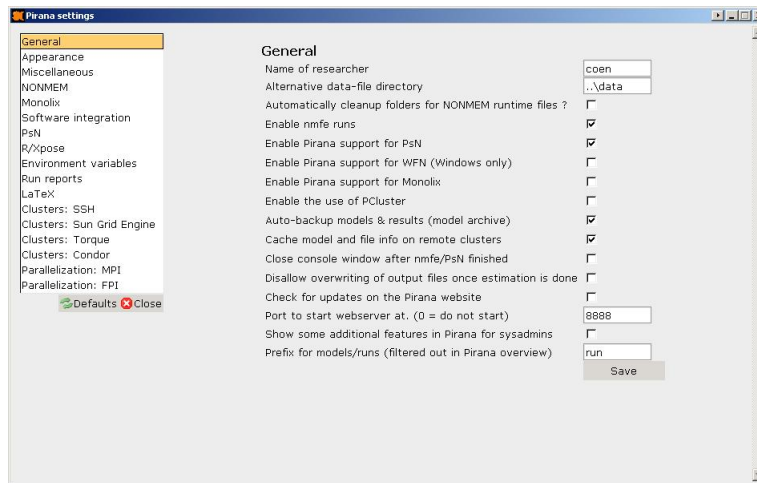 Pirana settings
General
Appearance
Miscellaneous
NONMEM
Monolix
Software integration
PsN
R/Xpose
Environment variables
Run reports
LaTeX
Clusters: SSH
Clusters: Sun Grid Engine
Clusters: Torque
Clusters: Condor
Parallelization: MPI
Parallelization: FPI
Defaults Close
General
Name of researcher coen
Alternative data-file directory ..\data
Automatically cleanup folders for NONMEM runtime files ?
Enable nmfe runs
Enable Pirana support for PsN
Enable Pirana support for WFN (Windows only)
Enable Pirana support for Monolix
Enable the use of PCluster
Auto-backup models & results (model archive)
Cache model and file info on remote clusters
Close console window after nmfe/PsN finished
Disallow overwriting of output files once estimation is done
Check for updates on the Pirana website
Port to start webserver at. (0 = do not start) 8888
Show some additional features in Pirana for sysadmins
Prefix for models/runs (filtered out in Pirana overview) run
Save